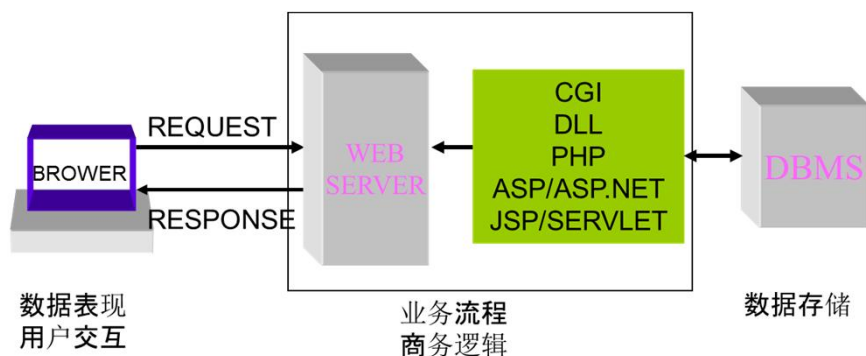 REQUEST
BROWER
RESPONSE
WEB
SERVER
CGI
DLL
PHP
ASP/ASP.NET
JSP/SERVLET
DBMS
数据表现
用户交互
业务流程
商务逻辑
数据存储